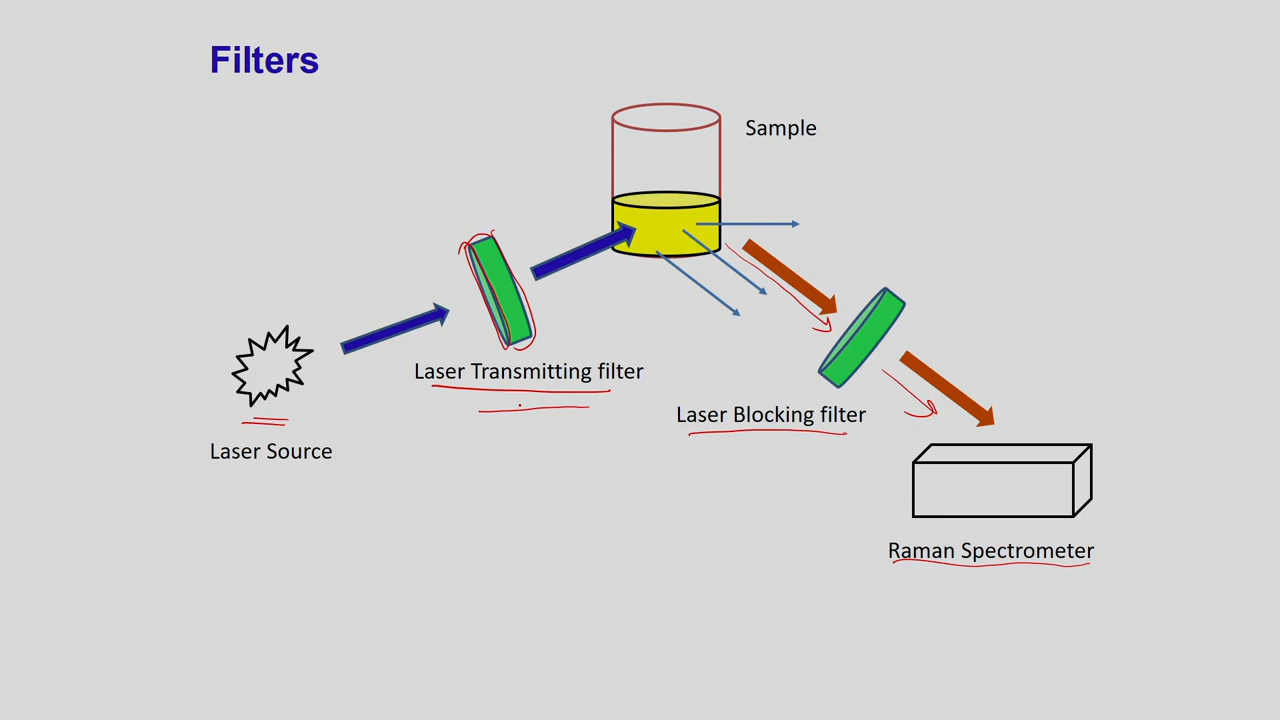 Filters
Sample
Laser Transmitting filter
Laser Blocking filter
Laser Source
Raman Spectrometer